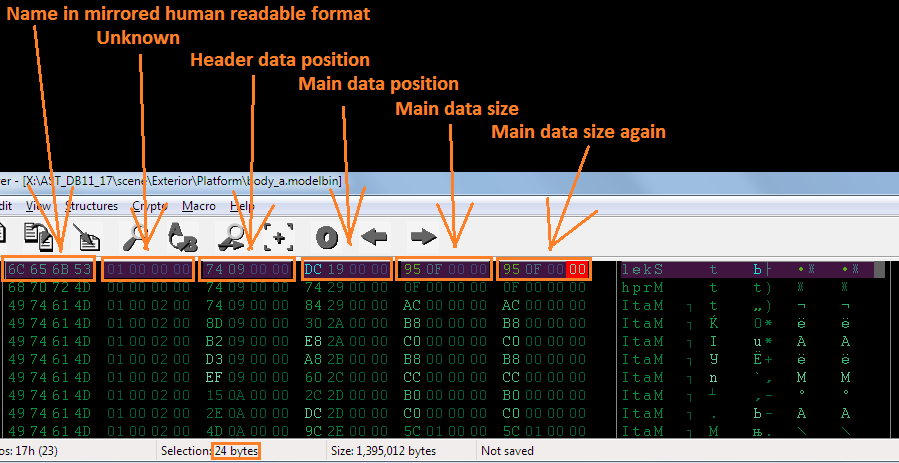 Name in mirrored human readable format
Unknown
Header data position
Main data position
Main data size
Main data size again
er - [X:\AST_DB11_17\scene\Exterior\Platform\body_a.modelbin]
dit View Structures Crypto Macro Help
6C 65 6B 53 01 00 00 00 74 09 00 00 DC 19 00 00 95 0F 00 00 95 0F 00 00 lekS t Ь • ※ • ※
68 70 72 4D 00 00 00 00 74 09 00 00 74 29 00 00 0F 00 00 00 0F 00 00 00 hprM t t) ※ ※
49 74 61 4D 01 00 02 00 74 09 00 00 84 29 00 00 AC 00 00 00 AC 00 00 00 ItaM ┐ t „) ¬ ¬
49 74 61 4D 01 00 02 00 8D 09 00 00 30 2A 00 00 B8 00 00 00 B8 00 00 00 ItaM ┐ Ќ 0* ё ё
49 74 61 4D 01 00 02 00 B2 09 00 00 E8 2A 00 00 C0 00 00 00 C0 00 00 00 ItaM ┐ І и* А А
49 74 61 4D 01 00 02 00 D3 09 00 00 A8 2B 00 00 B8 00 00 00 B8 00 00 00 ItaM ┐ У Ё+ ё ё
49 74 61 4D 01 00 02 00 EF 09 00 00 60 2C 00 00 CC 00 00 00 CC 00 00 00 ItaM ┐ п `, М М
49 74 61 4D 01 00 02 00 15 0A 00 00 2C 2D 00 00 B0 00 00 00 B0 00 00 00 ItaM ┐ ┴ ,- ° °
49 74 61 4D 01 00 02 00 2E 0A 00 00 DC 2D 00 00 C0 00 00 00 C0 00 00 00 ItaM ┐ . Ь- А А
49 74 61 4D 01 00 02 00 4D 0A 00 00 9C 2E 00 00 5C 01 00 00 5C 01 00 00 ItaM ┐ M њ. \ \
os: 17h (23) Selection: 24 bytes Size: 1,395,012 bytes Not saved